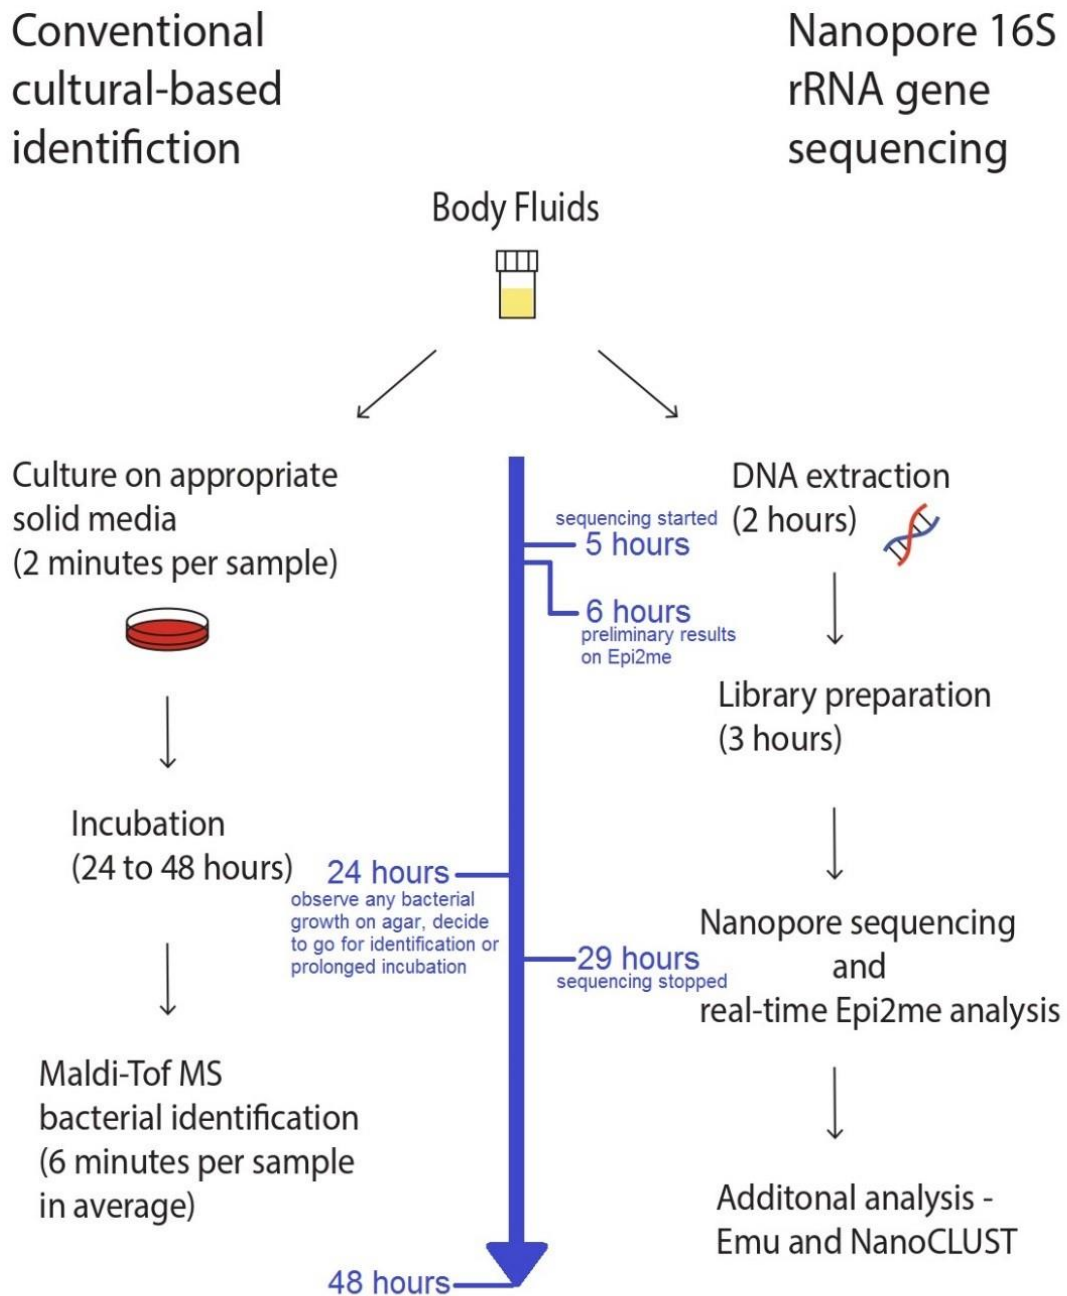 Conventional
cultural-based
identifiction
Nanopore 16S
rRNA gene
sequencing
Body Fluids
Culture on appropriate
solid media
(2 minutes per sample)
Incubation
(24 to 48 hours)
Maldi-Tof MS
bacterial identification
(6 minutes per sample
in average)
sequencing started
5 hours
6 hours
preliminary results
on Epi2me
24 hours
observe any bacterial
growth on agar, decide
to go for identification or
prolonged incubation
29 hours
sequencing stopped
48 hours
DNA extraction
(2 hours)
Library preparation
(3 hours)
Nanopore sequencing
and
real-time Epi2me analysis
Additonal analysis -
Emu and NanoCLUST